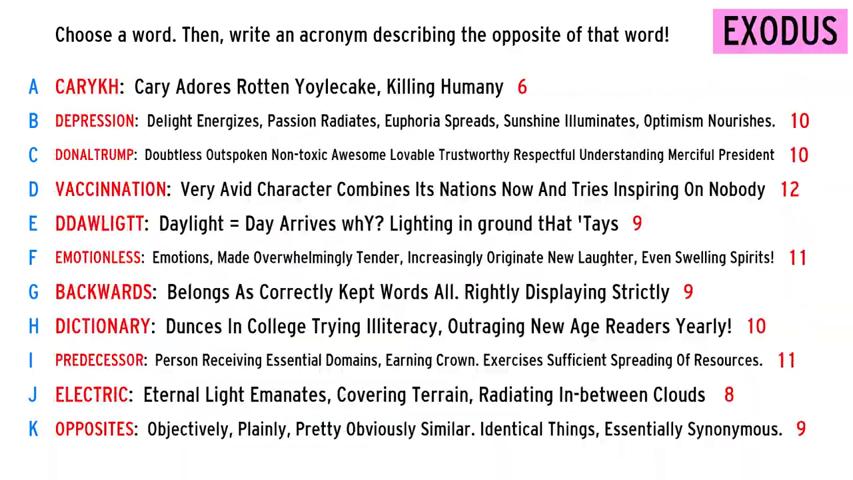 Choose a word. Then, write an acronym describing the opposite of that word! EXODUS
A CARYKH: Cary Adores Rotten Yoylecake, Killing Humany 6
B DEPRESSION: Delight Energizes, Passion Radiates, Euphoria Spreads, Sunshine Illuminates, Optimism Nourishes. 10
C DONALTRUMP: Doubtless Outspoken Non-toxic Awesome Lovable Trustworthy Respectful Understanding Merciful President 10
D VACCINNATION: Very Avid Character Combines Its Nations Now And Tries Inspiring On Nobody 12
E DDAWLIGTT: Daylight = Day Arrives whY? Lighting in ground tHat 'Tays 9
F EMOTIONLESS: Emotions, Made Overwhelmingly Tender, Increasingly Originate New Laughter, Even Swelling Spirits! 11
G BACKWARDS: Belongs As Correctly Kept Words All. Rightly Displaying Strictly 9
H DICTIONARY: Dunces In College Trying Illiteracy, Outraging New Age Readers Yearly! 10
I PREDECESSOR: Person Receiving Essential Domains, Earning Crown. Exercises Sufficient Spreading Of Resources. 11
J ELECTRIC: Eternal Light Emanates, Covering Terrain, Radiating In-between Clouds 8
K OPPOSITES: Objectively, Plainly, Pretty Obviously Similar. Identical Things, Essentially Synonymous. 9